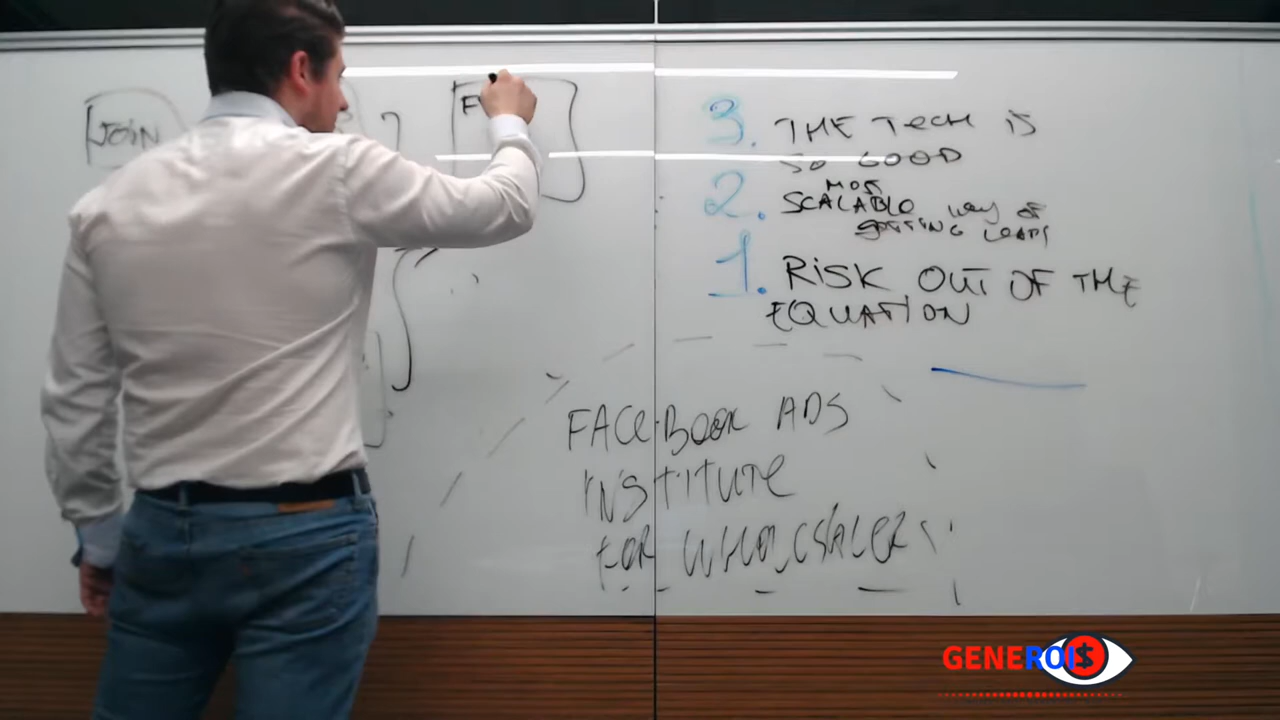 JOIN
F
3. THE TECH IS
SO GOOD
2. MOST
SCALABLE WAY OF
GETTING LEADS
1. RISK OUT OF THE
EQUATION
FACEBOOK ADS
INSTITUTE
FOR WHOLESALERS
GENEROI$